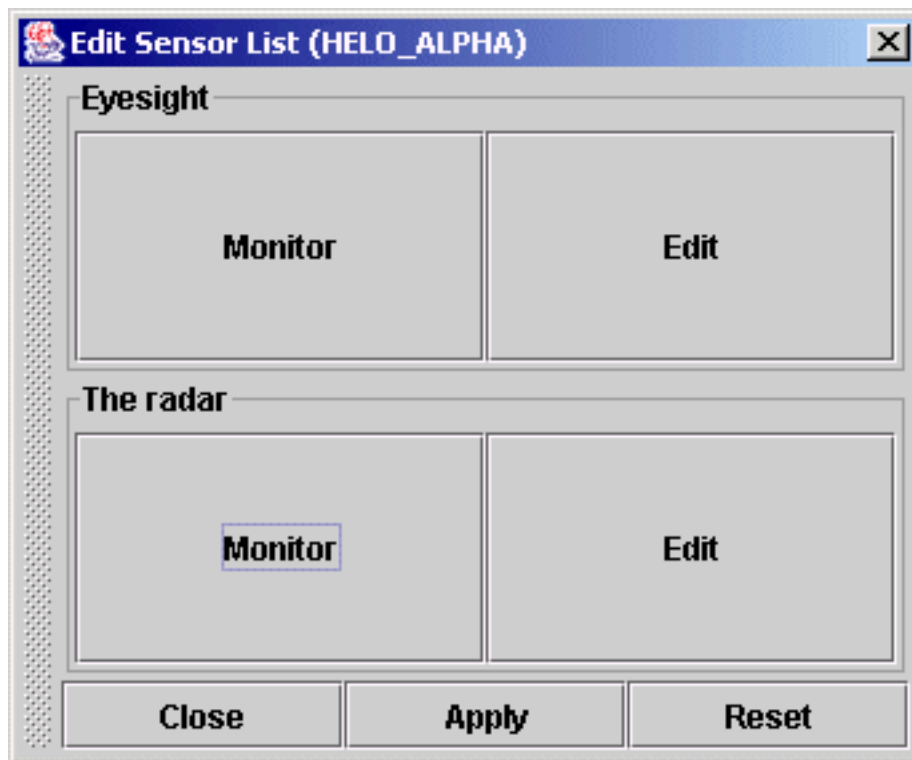 Edit Sensor List (HELO_ALPHA)
Eyesight
Monitor Edit
The radar
Monitor Edit
Close Apply Reset